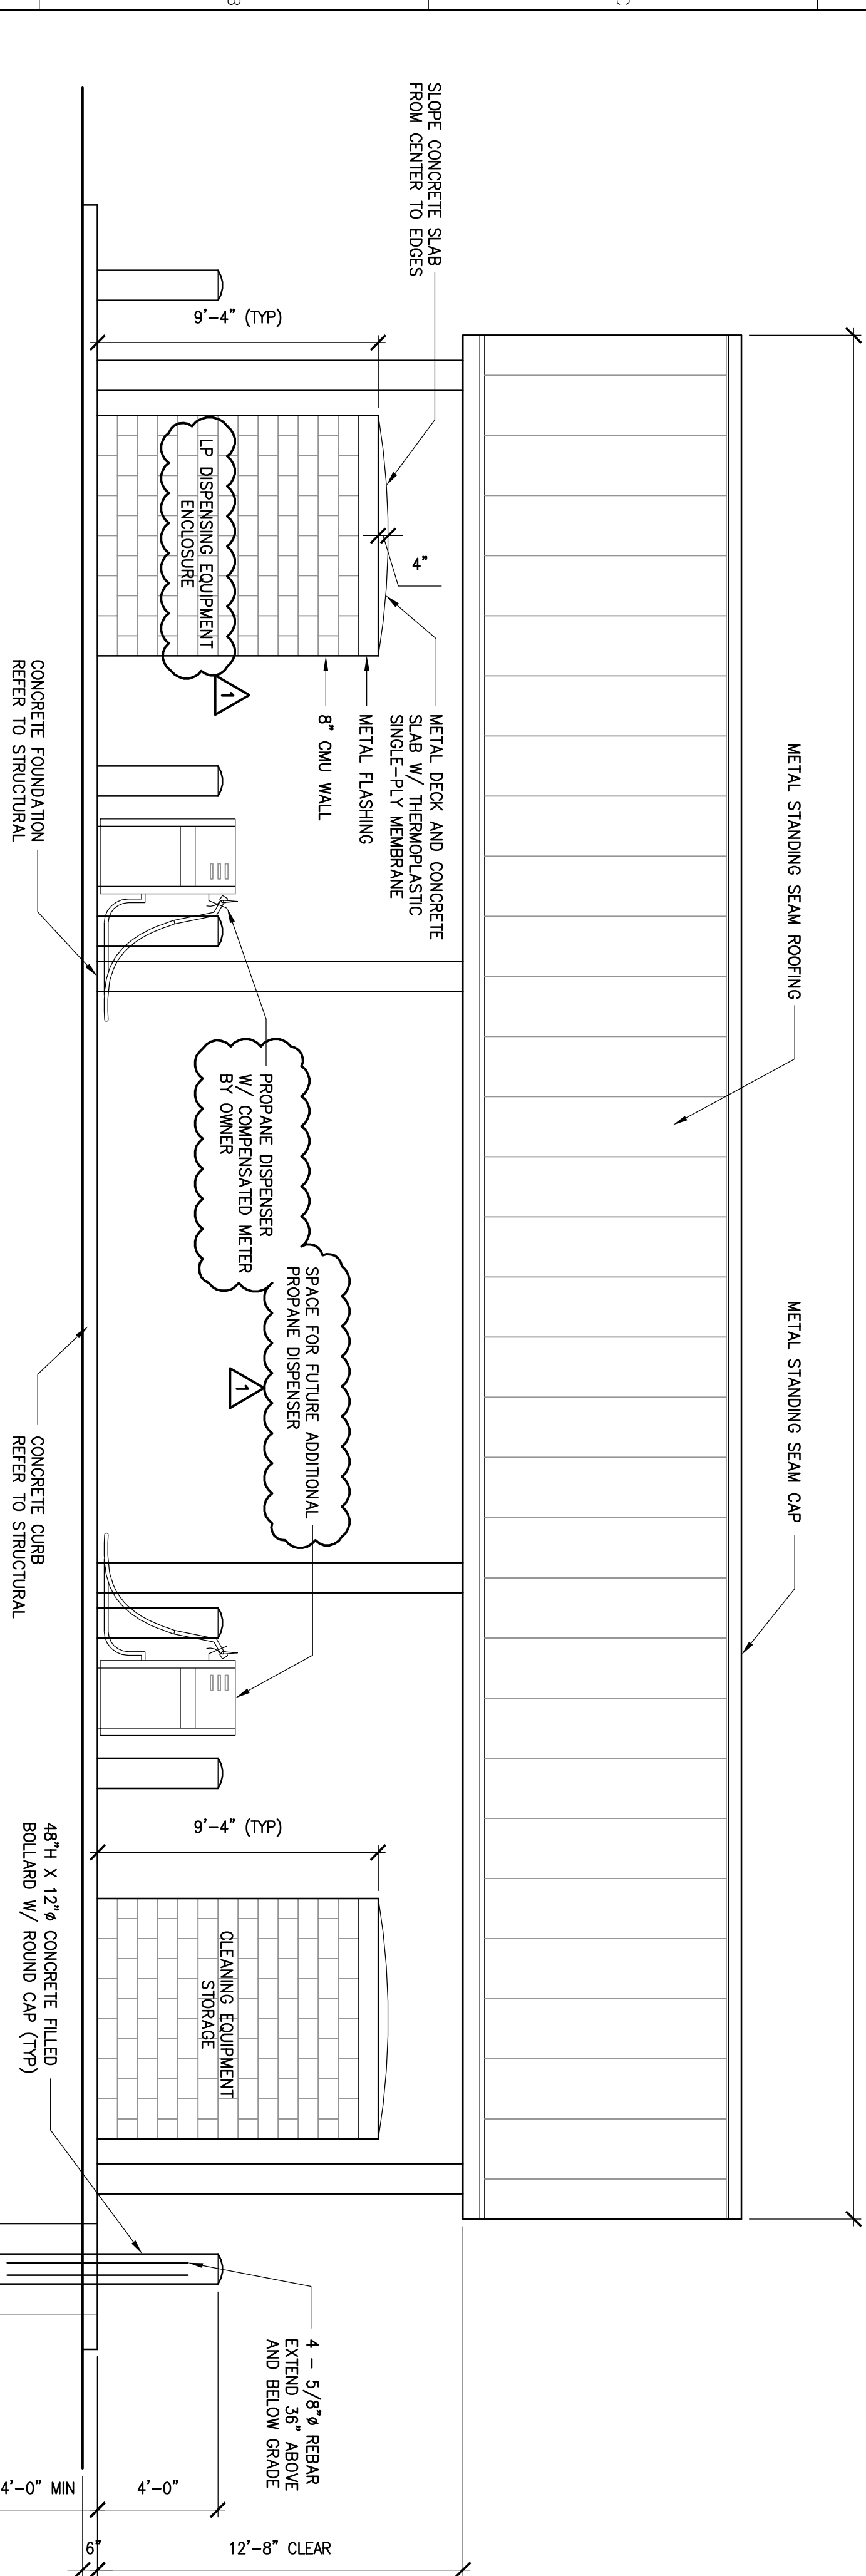 B
C
METAL STANDING SEAM ROOFING
METAL STANDING SEAM CAP
SLOPE CONCRETE SLAB
FROM CENTER TO EDGES
9'-4" (TYP)
LP DISPENSING EQUIPMENT
ENCLOSURE
1
4"
METAL DECK AND CONCRETE
SLAB W/ THERMOPLASTIC
SINGLE-PLY MEMBRANE
METAL FLASHING
8" CMU WALL
PROPANE DISPENSER
W/ COMPENSATED METER
BY OWNER
SPACE FOR FUTURE ADDITIONAL
PROPANE DISPENSER
1
9'-4" (TYP)
CLEANING EQUIPMENT
STORAGE
4 - 5/8"ø REBAR
EXTEND 36" ABOVE
AND BELOW GRADE
CONCRETE FOUNDATION
REFER TO STRUCTURAL
CONCRETE CURB
REFER TO STRUCTURAL
48"H X 12"ø CONCRETE FILLED
BOLLARD W/ ROUND CAP (TYP)
4'-0" MIN
4'-0"
6"
12'-8" CLEAR